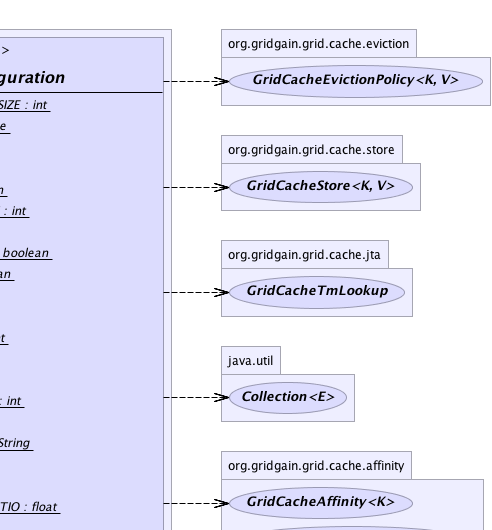 >
guration
SIZE : int
e
n
: int
boolean
an
nt
: int
String
TIO : float
org.gridgain.grid.cache.eviction
GridCacheEvictionPolicy<K, V>
org.gridgain.grid.cache.store
GridCacheStore<K, V>
org.gridgain.grid.cache.jta
GridCacheTmLookup
java.util
Collection<E>
org.gridgain.grid.cache.affinity
GridCacheAffinity<K>